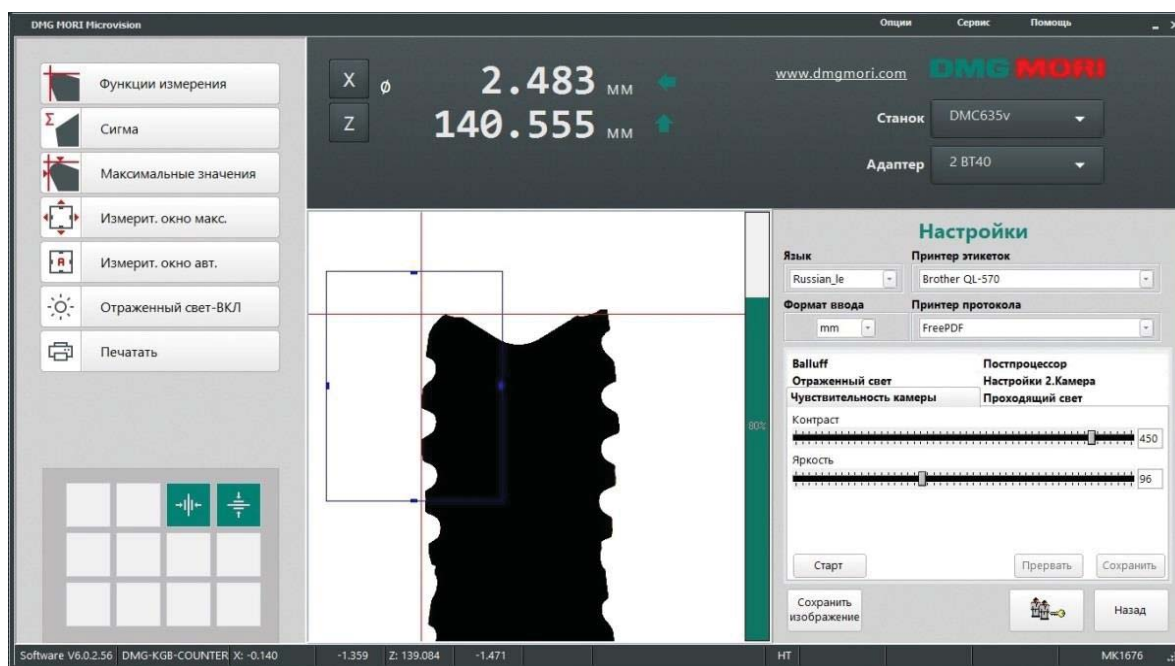 DMG MORI Microvision
Опции Сервис Помощь
Функции измерения
Сигма
Максимальные значения
Измерит. окно макс.
Измерит. окно авт.
Отраженный свет-ВКЛ
Печатать
X ø 2.483 мм
Z 140.555 мм
www.dmgmori.com DMG MORI
Станок DMC635v
Адаптер 2 BT40
80%
Настройки
Язык Принтер этикеток
Russian_le Brother QL-570
Формат ввода Принтер протокола
mm FreePDF
Balluff Постпроцессор
Отраженный свет Настройки 2.Камера
Чувствительность камеры Проходящий свет
Контраст
450
Яркость
96
Старт Прервать Сохранить
Сохранить изображение
Назад
Software V6.0.2.56 DMG-KGB-COUNTER X: -0.140 -1.359 Z: 139.084 -1.471 HT MK1676